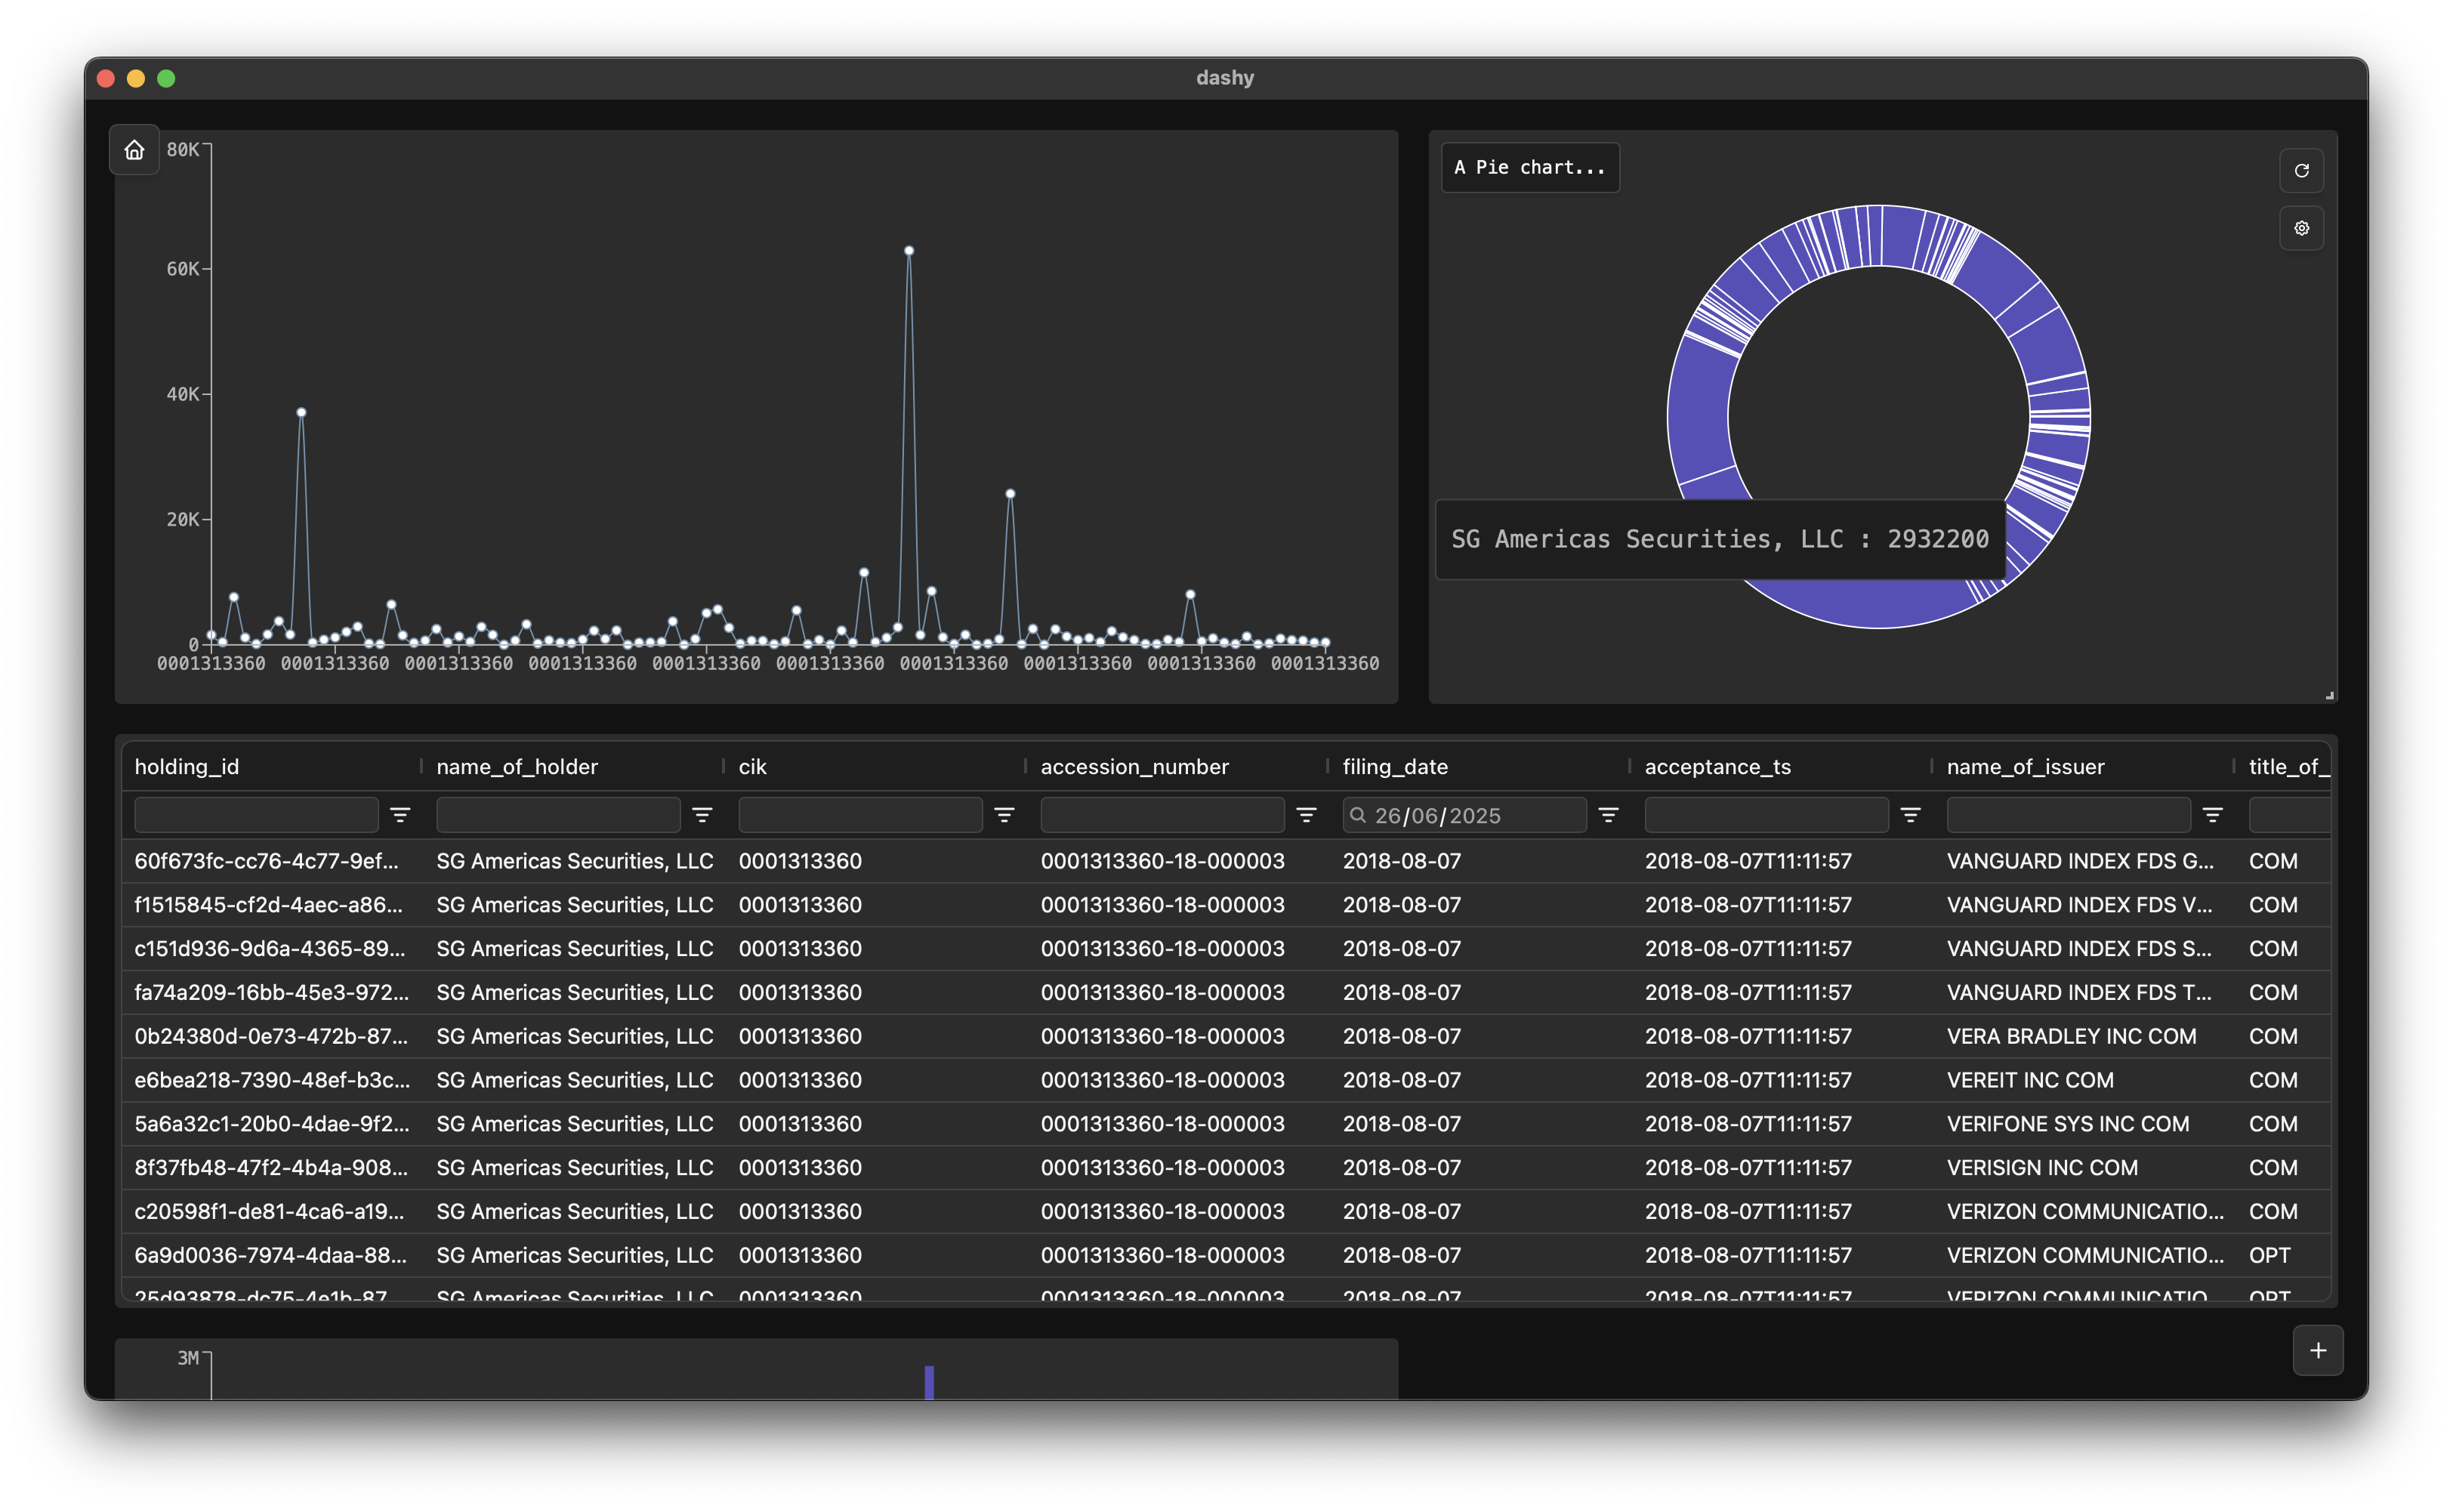 dashy
80K
60K
40K
20K
0
0001313360 0001313360 0001313360 0001313360 0001313360 0001313360 0001313360 0001313360 0001313360 0001313360
A Pie chart...
SG Americas Securities, LLC : 2932200
holding_id name_of_holder cik accession_number filing_date acceptance_ts name_of_issuer title_of_
26/06/2025
60f673fc-cc76-4c77-9ef... SG Americas Securities, LLC 0001313360 0001313360-18-000003 2018-08-07 2018-08-07T11:11:57 VANGUARD INDEX FDS G... COM
f1515845-cf2d-4aec-a86... SG Americas Securities, LLC 0001313360 0001313360-18-000003 2018-08-07 2018-08-07T11:11:57 VANGUARD INDEX FDS V... COM
c151d936-9d6a-4365-89... SG Americas Securities, LLC 0001313360 0001313360-18-000003 2018-08-07 2018-08-07T11:11:57 VANGUARD INDEX FDS S... COM
fa74a209-16bb-45e3-972... SG Americas Securities, LLC 0001313360 0001313360-18-000003 2018-08-07 2018-08-07T11:11:57 VANGUARD INDEX FDS T... COM
0b24380d-0e73-472b-87... SG Americas Securities, LLC 0001313360 0001313360-18-000003 2018-08-07 2018-08-07T11:11:57 VERA BRADLEY INC COM COM
e6bea218-7390-48ef-b3c... SG Americas Securities, LLC 0001313360 0001313360-18-000003 2018-08-07 2018-08-07T11:11:57 VEREIT INC COM COM
5a6a32c1-20b0-4dae-9f2... SG Americas Securities, LLC 0001313360 0001313360-18-000003 2018-08-07 2018-08-07T11:11:57 VERIFONE SYS INC COM COM
8f37fb48-47f2-4b4a-908... SG Americas Securities, LLC 0001313360 0001313360-18-000003 2018-08-07 2018-08-07T11:11:57 VERISIGN INC COM COM
c20598f1-de81-4ca6-a19... SG Americas Securities, LLC 0001313360 0001313360-18-000003 2018-08-07 2018-08-07T11:11:57 VERIZON COMMUNICATIO... COM
6a9d0036-7974-4daa-88... SG Americas Securities, LLC 0001313360 0001313360-18-000003 2018-08-07 2018-08-07T11:11:57 VERIZON COMMUNICATIO... OPT
25d93878-dc75-4e1b-87... SG Americas Securities, LLC 0001313360 0001313360-18-000003 2018-08-07 2018-08-07T11:11:57 VERIZON COMMUNICATIO... OPT
3M